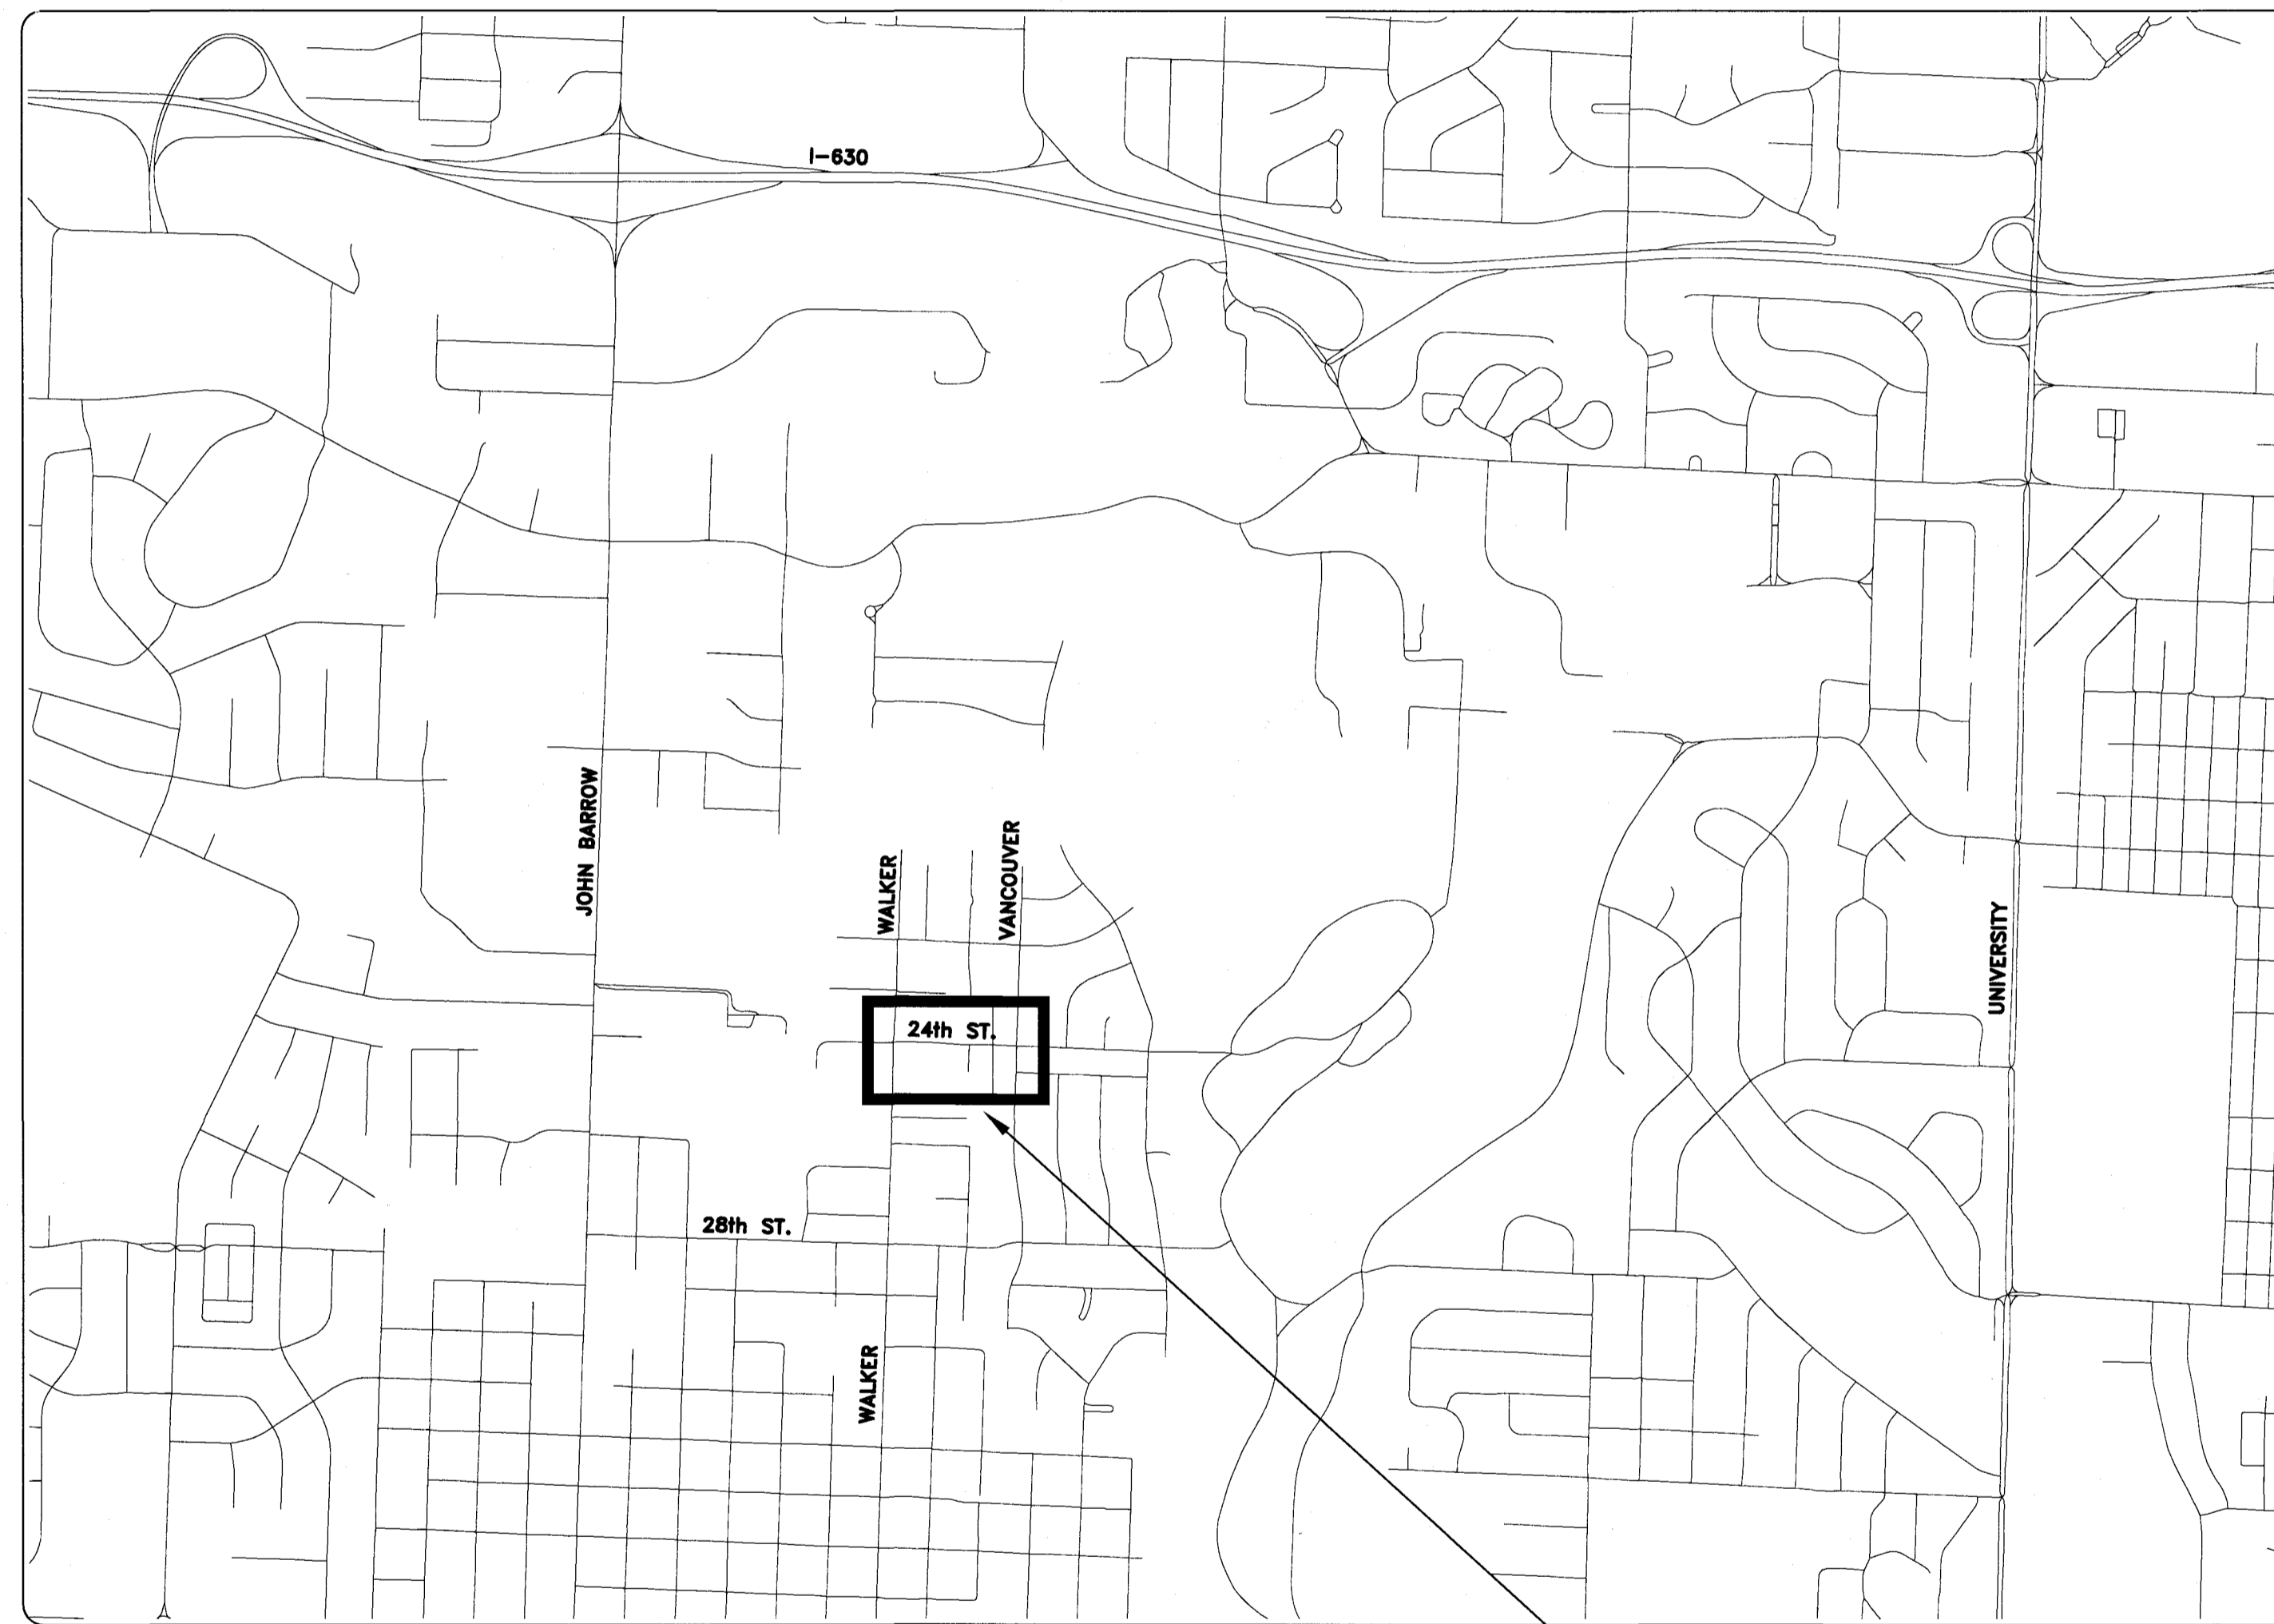 I-630
JOHN BARROW
WALKER
VANCOUVER
UNIVERSITY
24th ST.
28th ST.
WALKER